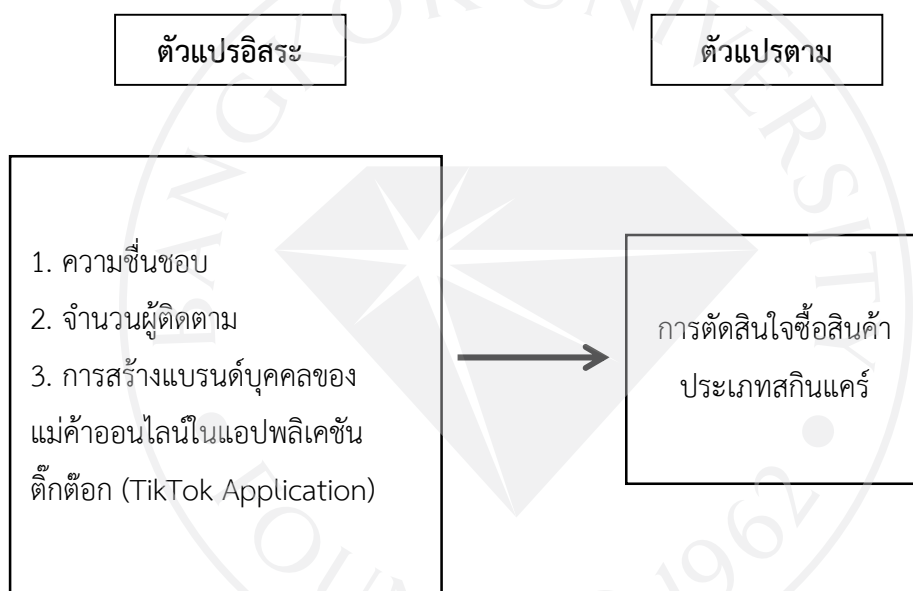 ตัวแปรอิสระ
ตัวแปรตาม
1. ความชื่นชอบ
2. จำนวนผู้ติดตาม
3. การสร้างแบรนด์บุคคลของ
แม่ค้าออนไลน์ในแอปพลิเคชัน
ติ๊กต๊อก (TikTok Application)
การตัดสินใจซื้อสินค้า
ประเภทสกินแคร์
BANGKOK UNIVERSITY
1962